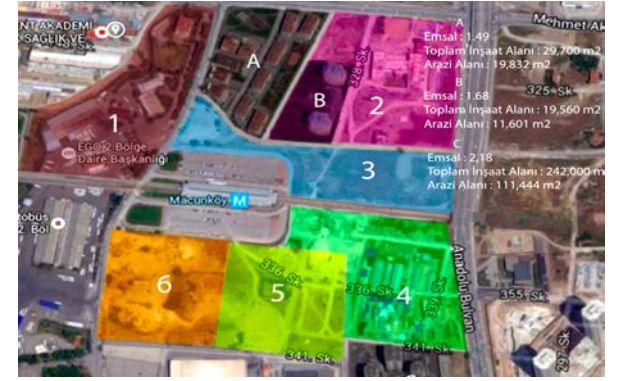 ENT AKADEMİ
(SAĞLIK VE
A
Emsal : 1,49
Toplam İnşaat Alanı : 29,700 m2
Arazi Alanı : 19,832 m2
B
Emsal : 1.68
Toplam İnşaat Alanı : 19,560 m2
Arazi Alanı : 11,601 m2
C
Emsal : 2,18
Toplam İnşaat Alanı : 242,000 m
Arazi Alanı : 111,444 m2
Mehmet Ak
325. Sk.
A
328. Sk
B
2
1
EGO 2 Bölge
Daire Başkanlığı
3
Macunköy M
otobüs
2. Böl
6
336. Sk.
5
336. Sk.
4
339. Sk.
Anadolu Bulvarı
355. Sk.
297. Sk
341. Sk.
341. Sk.